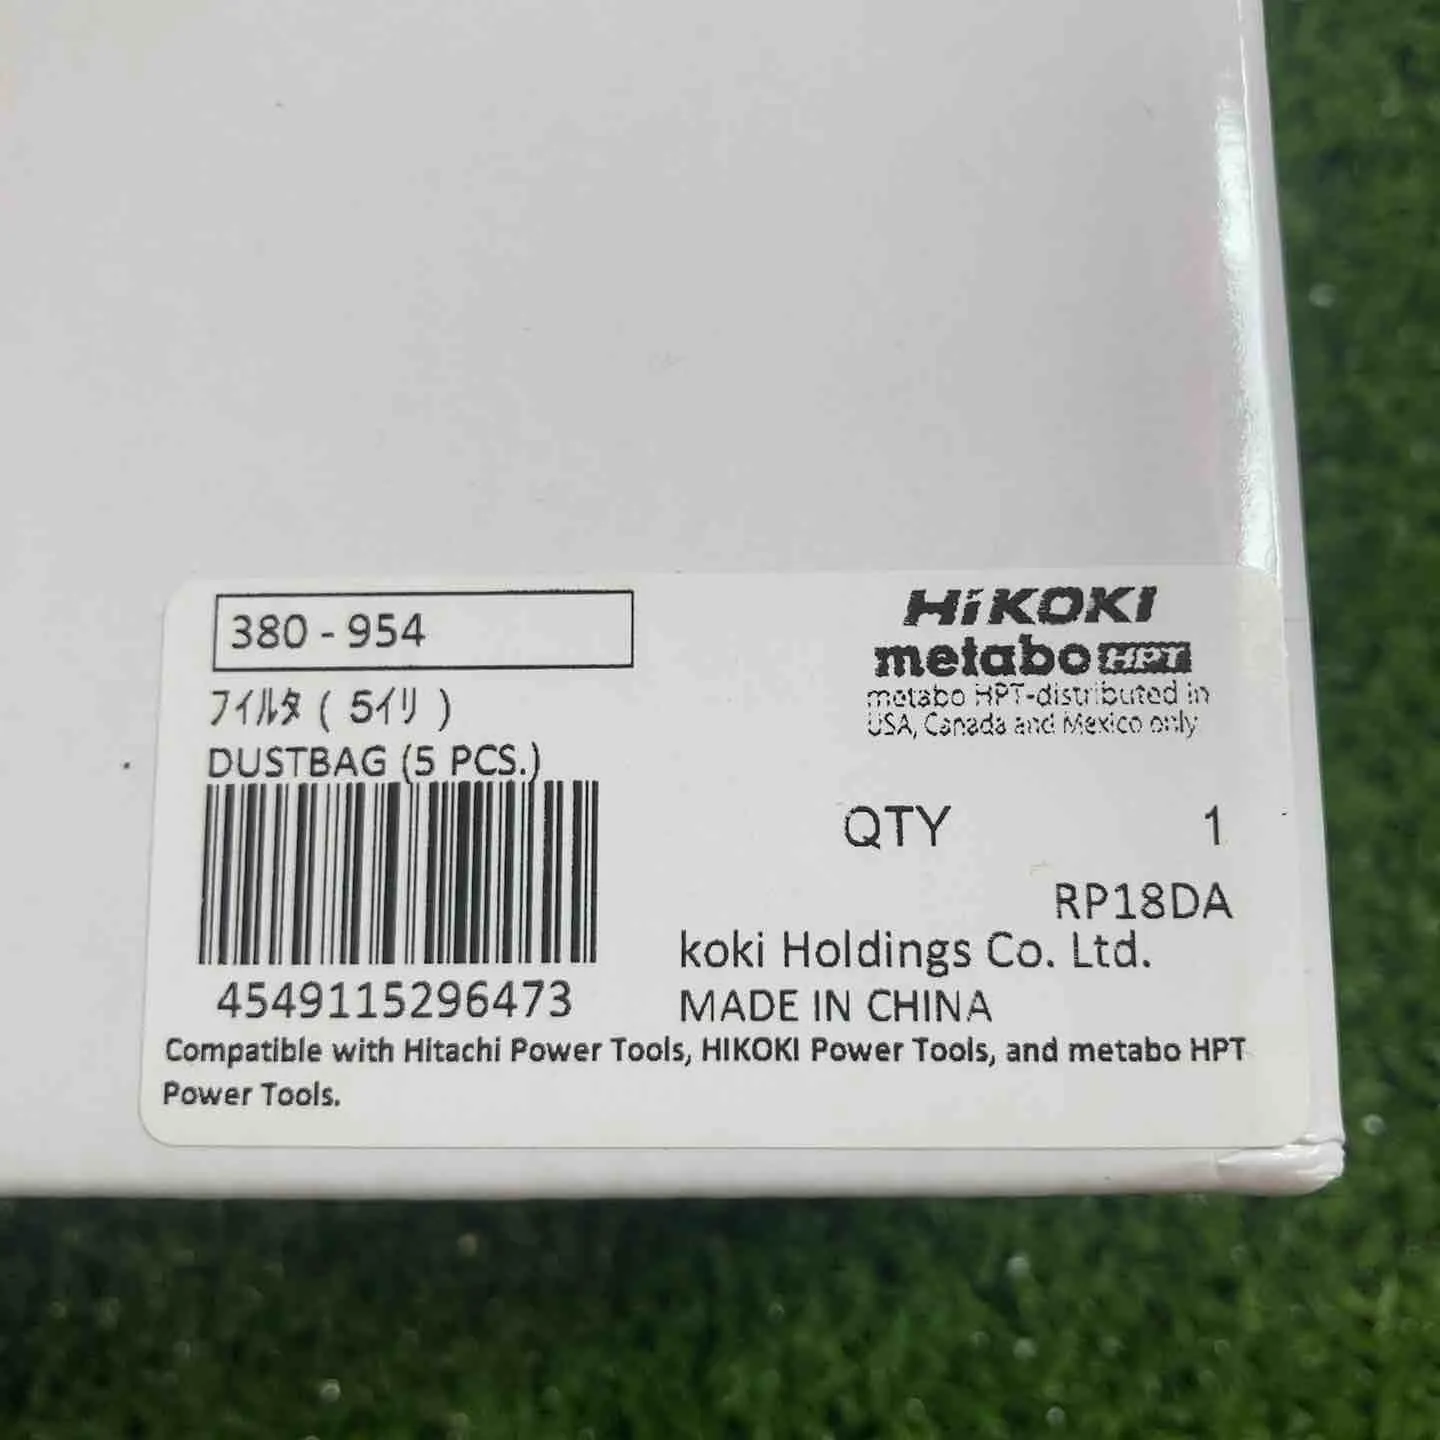 380 - 954
フィルタ ( 5イリ )
DUSTBAG (5 PCS.)
4549115296473
HiKOKI
metabo HPT
metabo HPT-distributed in
USA, Canada and Mexico only
QTY 1
RP18DA
koki Holdings Co. Ltd.
MADE IN CHINA
Compatible with Hitachi Power Tools, HIKOKI Power Tools, and metabo HPT
Power Tools.